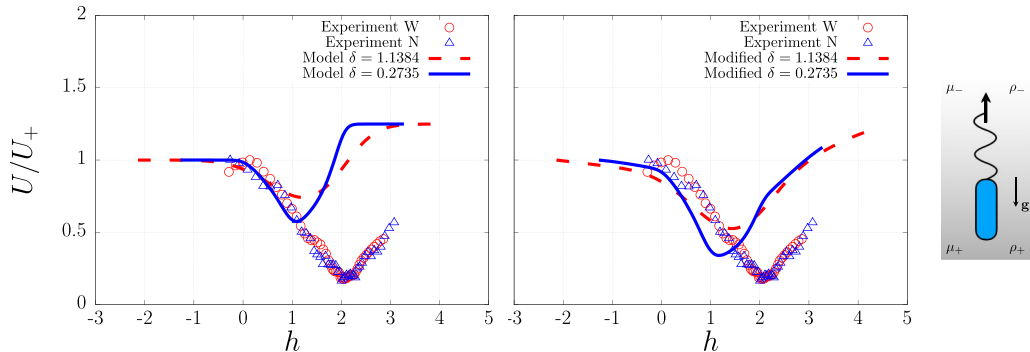 U/U₊
2
1.5
1
0.5
0
Experiment W
Experiment N
Model δ = 1.1384
Model δ = 0.2735
-3 -2 -1 0 1 2 3 4 5
h
Experiment W
Experiment N
Modified δ = 1.1384
Modified δ = 0.2735
-3 -2 -1 0 1 2 3 4 5
h
μ₋ ρ₋
g
μ₊ ρ₊